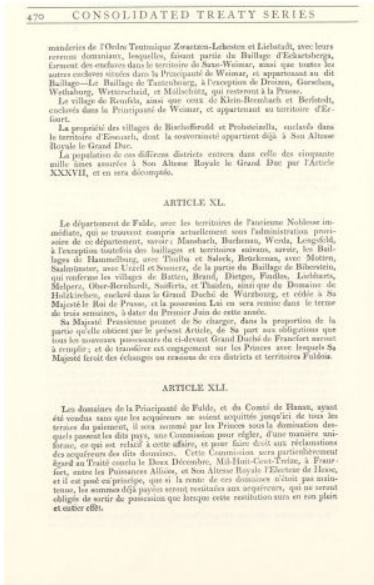 470 CONSOLIDATED TREATY SERIES
manderies de l'Ordre Teutonique Zwaetzen-Lehesten et Liebstadt, avec leurs
revenus domaniaux, lesquelles, faisant partie du Baillage d'Eckartsberga,
forment des enclaves dans le territoire de Saxe-Weimar, ainsi que toutes les
autres enclaves situées dans la Principauté de Weimar, et appartenant au dit
Baillage—Le Baillage de Tautenbourg, à l'exception de Droizen, Gorschen,
Wethaburg, Wetterscheid, et Möllschütz, qui resteront à la Prusse.
Le village de Remsla, ainsi que ceux de Klein-Brembach et Berlstedt,
enclavés dans la Principauté de Weimar, et appartenant au territoire d'Er-
fourt.
La propriété des villages de Bischoffsrodd et Probsteizella, enclavés dans
le territoire d'Eisenach, dont la souveraineté appartient déjà à Son Altesse
Royale le Grand Duc.
La population de ces différens districts entrera dans celle des cinquante
mille âmes assurées à Son Altesse Royale le Grand Duc par l'Article
XXXVII, et en sera décomptée.
ARTICLE XL.
Le département de Fulde, avec les territoires de l'ancienne Noblesse im-
médiate, qui se trouvent compris actuellement sous l'administration provi-
soire de ce département, savoir; Mansbach, Buchenau, Werda, Lengsfeld,
à l'exception toutefois des baillages et territoires suivans, savoir, les Bail-
lages de Hammelburg, avec Thulba et Saleck, Brückenau, avec Motten,
Saalmünster, avec Urzell et Sonnerz, de la partie du Baillage de Biberstein,
qui renferme les villages de Batten, Brand, Dietges, Findlos, Liebharts,
Melperz, Ober-Bernhardt, Saifferts, et Thaiden, ainsi que du Domaine de
Holzkirchen, enclavé dans le Grand Duché de Würzbourg, est cédée à Sa
Majesté le Roi de Prusse, et la possession Lui en sera remise dans le terme
de trois semaines, à dater du Premier Juin de cette année.
Sa Majesté Prussienne promet de Se charger, dans la proportion de la
partie qu'elle obtient par le présent Article, de Sa part aux obligations que
tous les nouveaux possesseurs du ci-devant Grand Duché de Francfort auront
à remplir; et de transférer cet engagement sur les Princes avec lesquels Sa
Majesté feroit des échanges ou cessions de ces districts et territoires Fuldois.
ARTICLE XLI.
Les domaines de la Principauté de Fulde, et du Comté de Hanau, ayant
été vendus sans que les acquéreurs se soient acquittés jusqu'ici de tous les
termes du paiement, il sera nommé par les Princes sous la domination des-
quels passent les dits pays, une Commission pour régler, d'une manière uni-
forme, ce qui est rélatif à cette affaire, et pour faire droit aux réclamations
des acquéreurs des dits domaines. Cette Commission aura particulièrement
égard au Traité conclu le Deux Décembre, Mil-Huit-Cent-Treize, à Franc-
fort, entre les Puissances Alliées, et Son Altesse Royale l'Electeur de Hesse,
et il est posé en principe, que si la vente de ces domaines n'étoit pas main-
tenue, les sommes déjà payées seront restituées aux acquéreurs, qui ne seront
obligés de sortir de possession que lorsque cette restitution aura eu son plein
et entier effet.